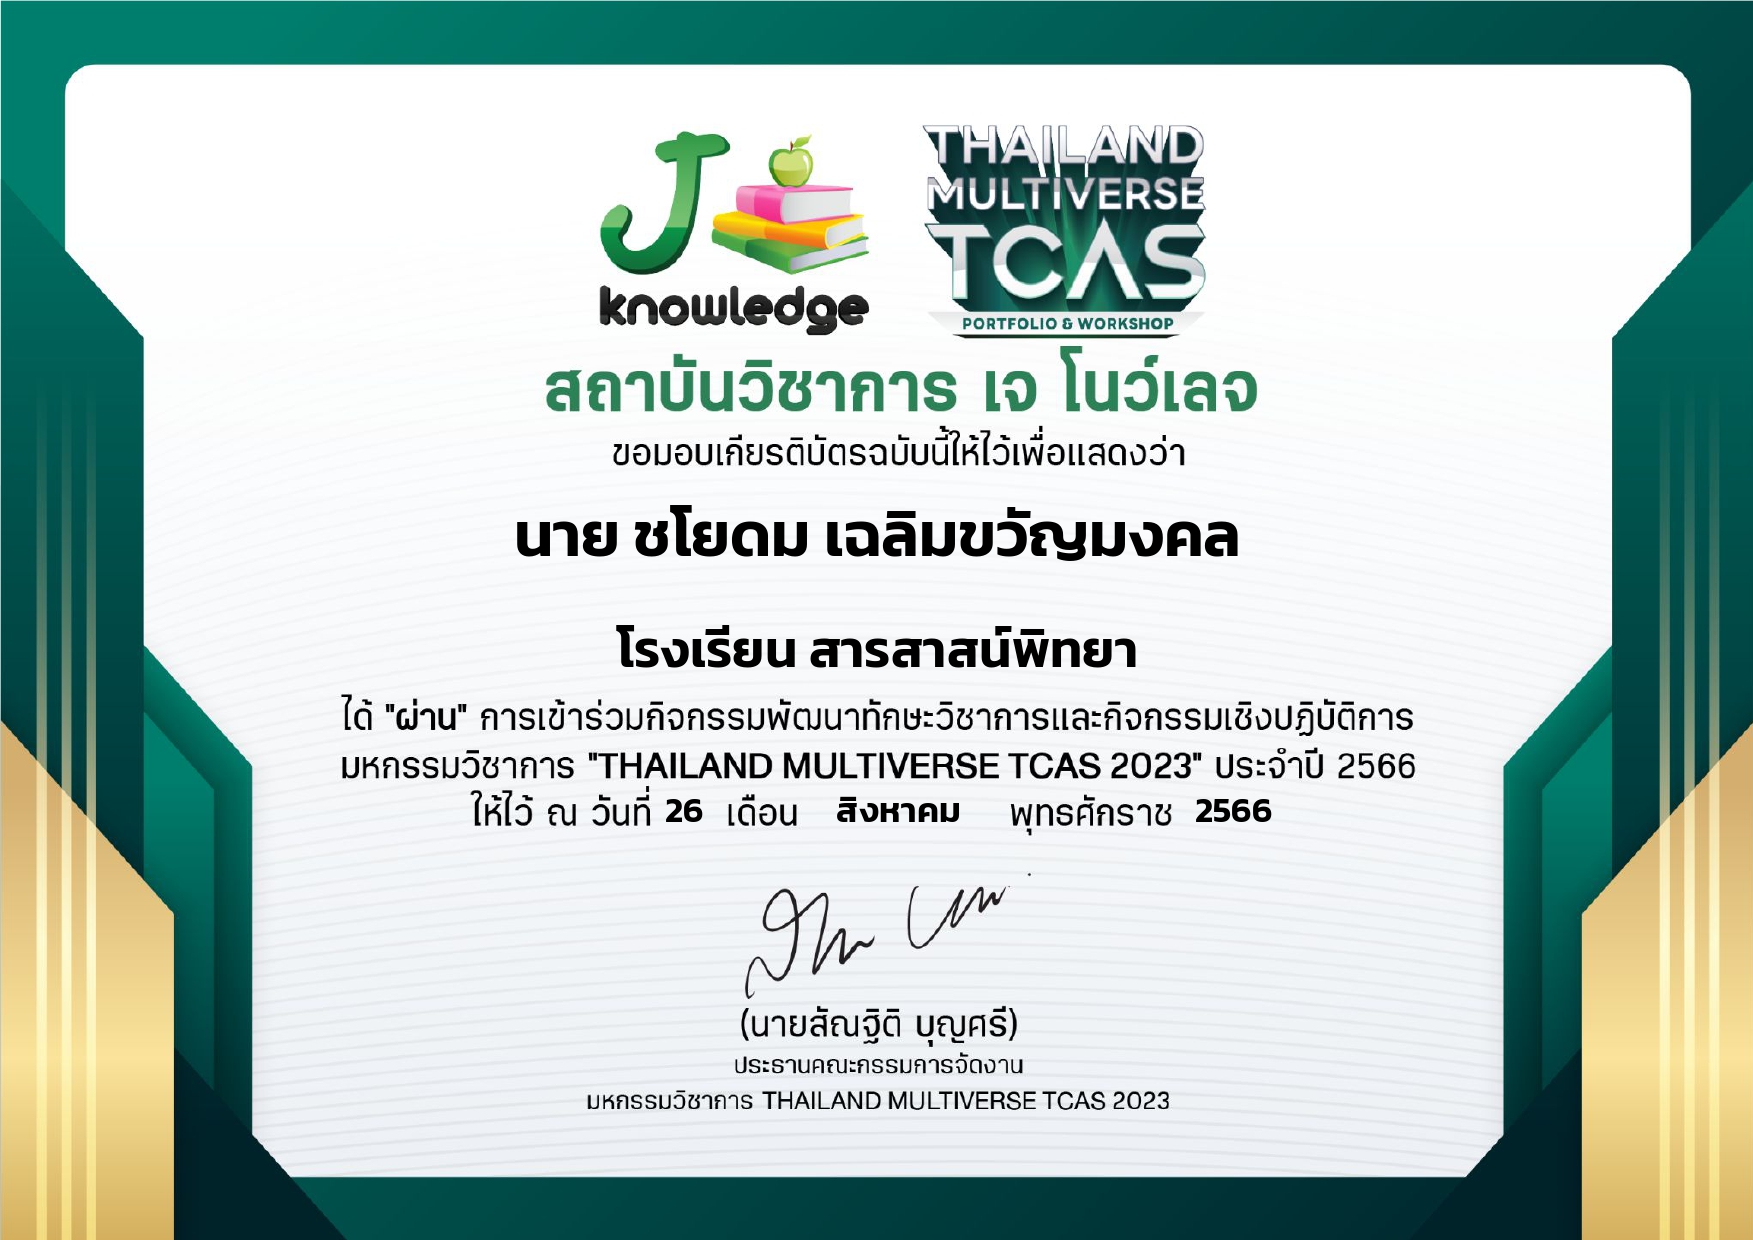 J
knowledge
THAILAND
MULTIVERSE
TCAS
PORTFOLIO & WORKSHOP
สถาบันวิชาการ เจ โนว์เลจ
ขอมอบเกียรติบัตรฉบับนี้ให้ไว้เพื่อแสดงว่า
นาย ชโยดม เฉลิมขวัญมงคล
โรงเรียน สารสาสน์พิทยา
ได้ "ผ่าน" การเข้าร่วมกิจกรรมพัฒนาทักษะวิชาการและกิจกรรมเชิงปฏิบัติการ
มหกรรมวิชาการ "THAILAND MULTIVERSE TCAS 2023" ประจำปี 2566
ให้ไว้ ณ วันที่ 26 เดือน สิงหาคม พุทธศักราช 2566
(นายสัณฐิติ บุญศรี)
ประธานคณะกรรมการจัดงาน
มหกรรมวิชาการ THAILAND MULTIVERSE TCAS 2023